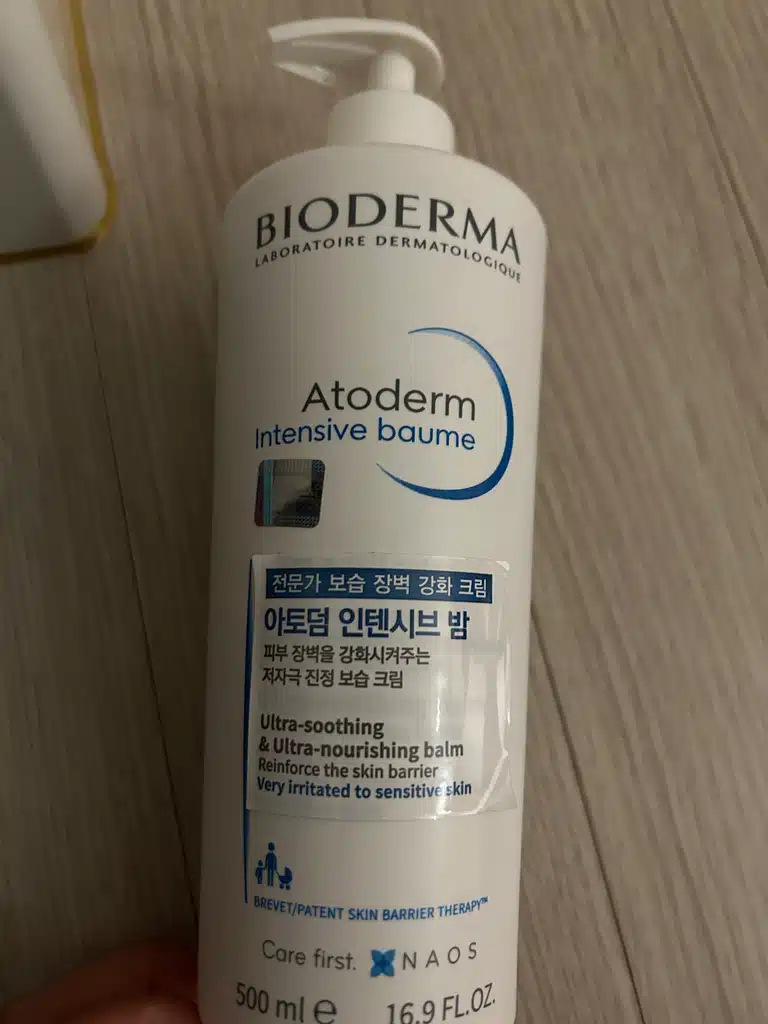 BIODERMA
LABORATOIRE DERMATOLOGIQUE
Atoderm
Intensive baume
전문가 보습 장벽 강화 크림
아토덤 인텐시브 밤
피부 장벽을 강화시켜주는
저자극 진정 보습 크림
Ultra-soothing
& Ultra-nourishing balm
Reinforce the skin barrier
Very irritated to sensitive skin
BREVET/PATENT SKIN BARRIER THERAPY™
Care first. NAOS
500 ml ℮ 16.9 FL.OZ.